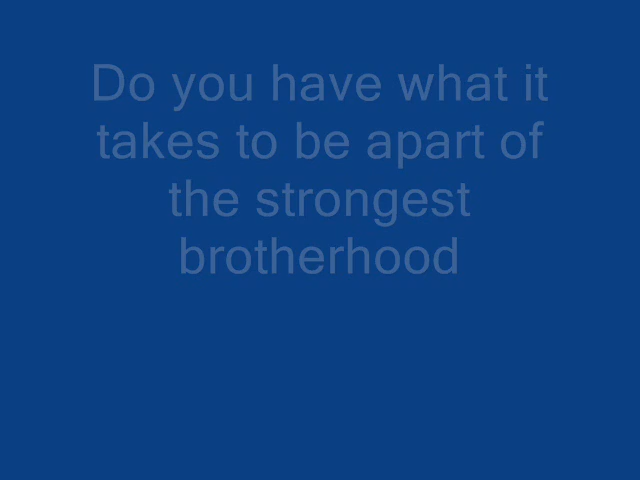 Do you have what it
takes to be apart of
the strongest
brotherhood